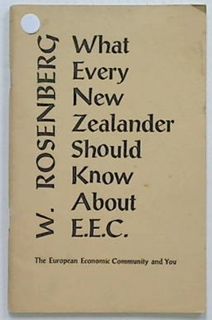 W. ROSENBERG
What
Every
New
Zealander
Should
Know
About
E.E.C.
The European Economic Community and You